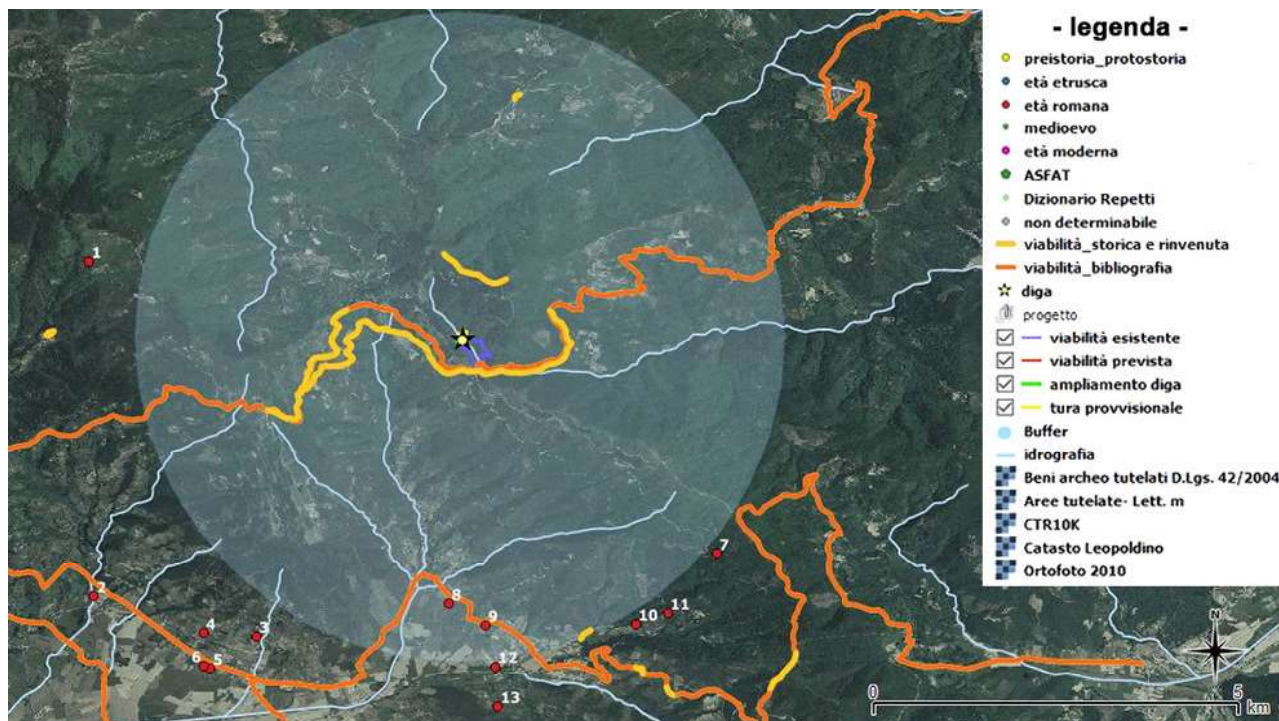 - legenda -
preistoria_protostoria
età etrusca
età romana
medioevo
età moderna
ASFAT
Dizionario Repetti
non determinabile
viabilità_storica e rinvenuta
viabilità_bibliografia
diga
progetto
viabilità esistente
viabilità prevista
ampliamento diga
tura provvisionale
Buffer
idrografia
Beni archeo tutelati D.Lgs. 42/2004
Aree tutelate- Lett. m
CTR10K
Catasto Leopoldino
Ortofoto 2010
1
2
3
4
5
6
7
8
9
10
11
12
13
N
0 5
km